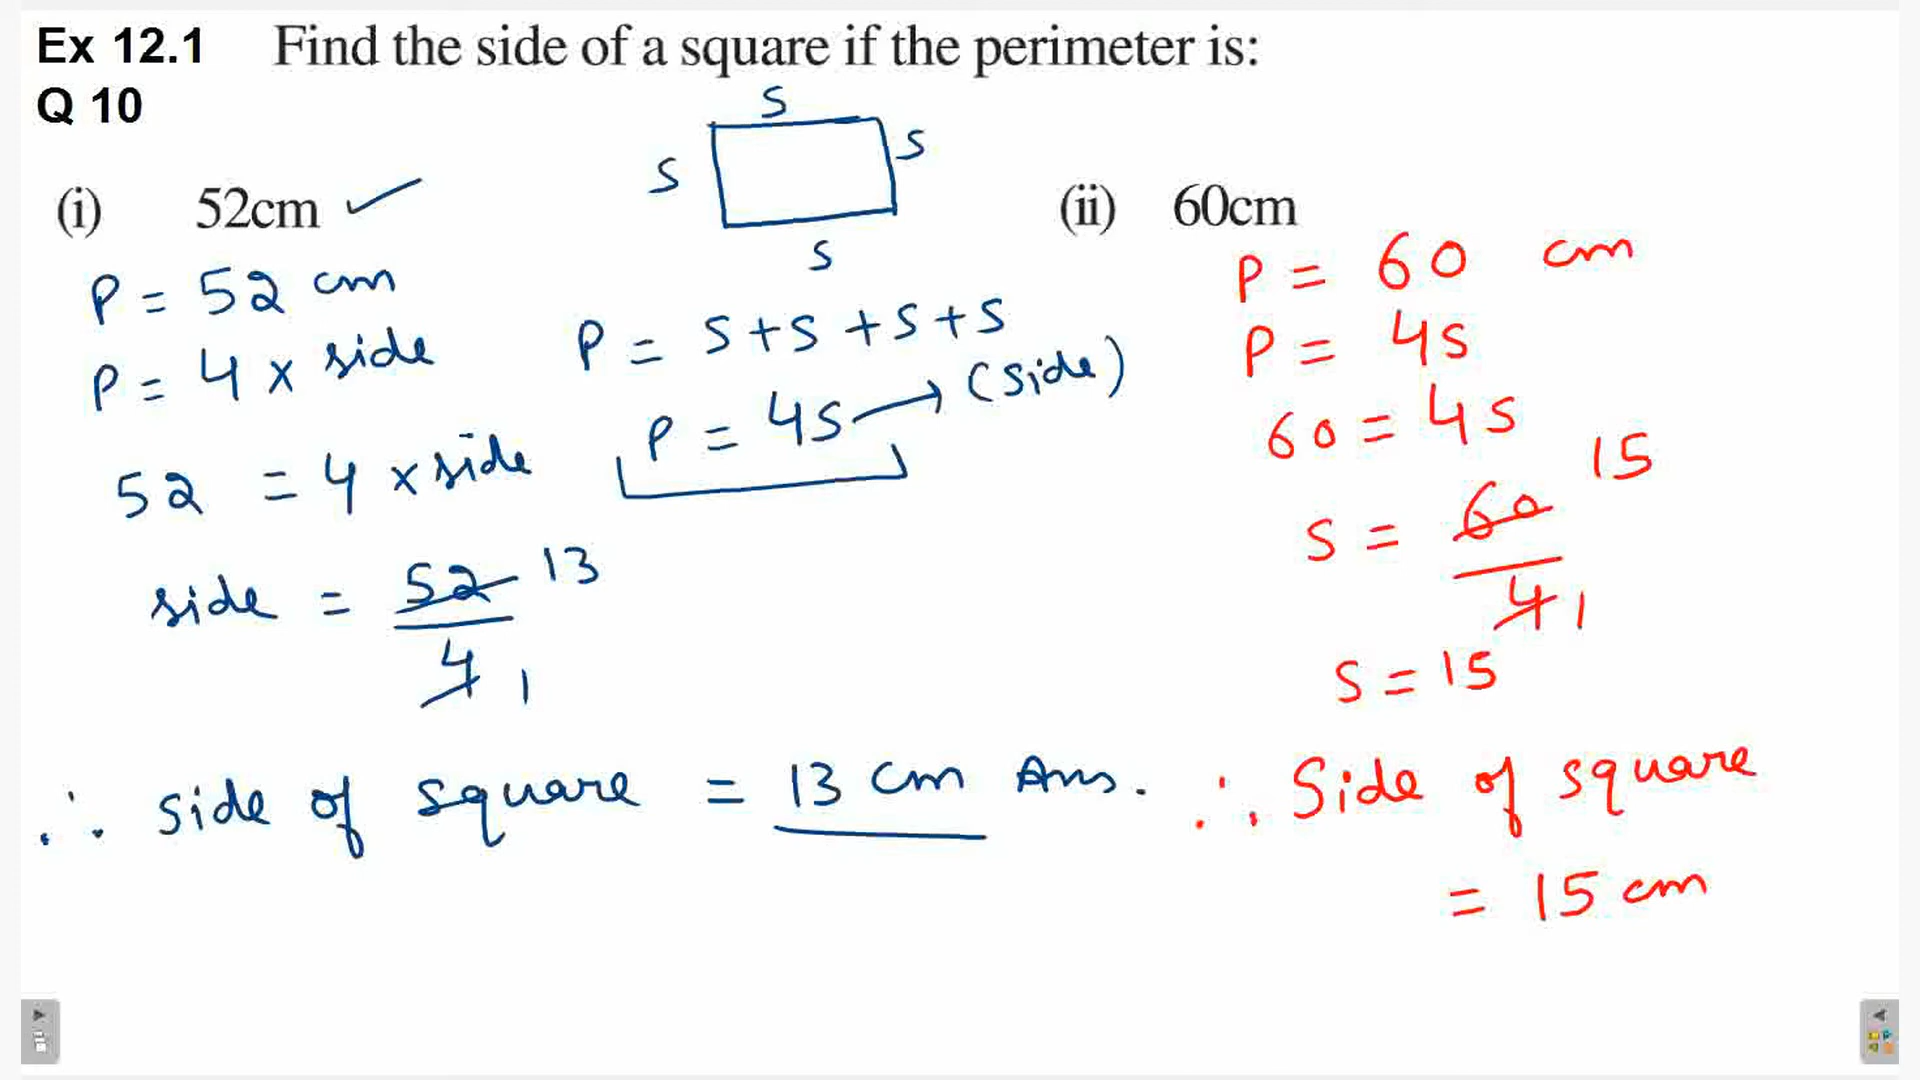 Ex 12.1 Find the side of a square if the perimeter is:
Q 10
S
S
S
S
(i) 52cm
P = 52 cm
P = 4 × side
52 = 4 × side
side = 52/4 13 1
P = S + S + S + S
P = 4S → (side)
∴ side of square = 13 cm Ans.
(ii) 60cm
P = 60 cm
P = 4S
60 = 4S
S = 60/4 15 1
S = 15
∴ Side of square
= 15 cm